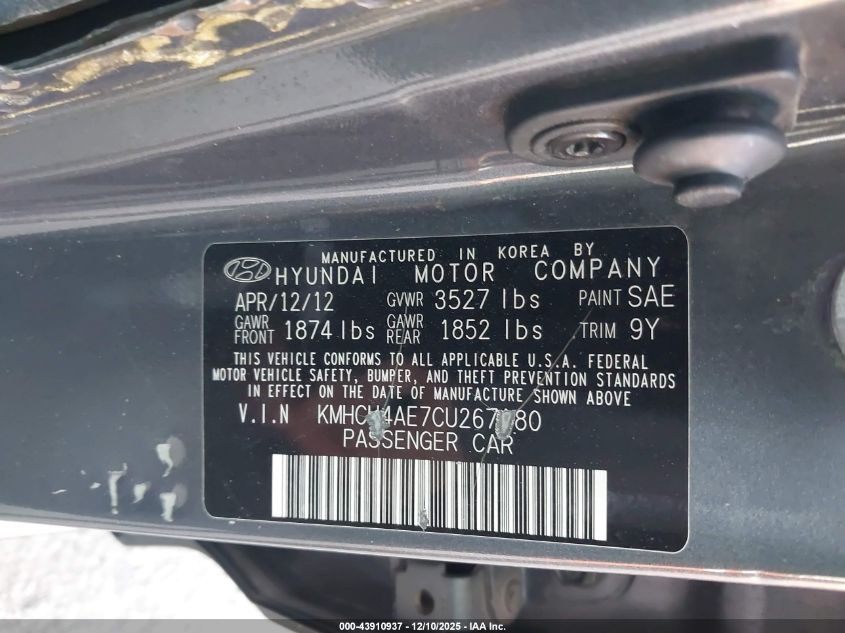 MANUFACTURED IN KOREA BY
HYUNDAI MOTOR COMPANY
APR/12/12 GVWR 3527 lbs PAINT SAE
GAWR FRONT 1874 lbs GAWR REAR 1852 lbs TRIM 9Y
THIS VEHICLE CONFORMS TO ALL APPLICABLE U.S.A. FEDERAL
MOTOR VEHICLE SAFETY, BUMPER, AND THEFT PREVENTION STANDARDS
IN EFFECT ON THE DATE OF MANUFACTURE SHOWN ABOVE
V.I.N
PASSENGER CAR
000-43910937 - 12/10/2025 - IAA Inc.